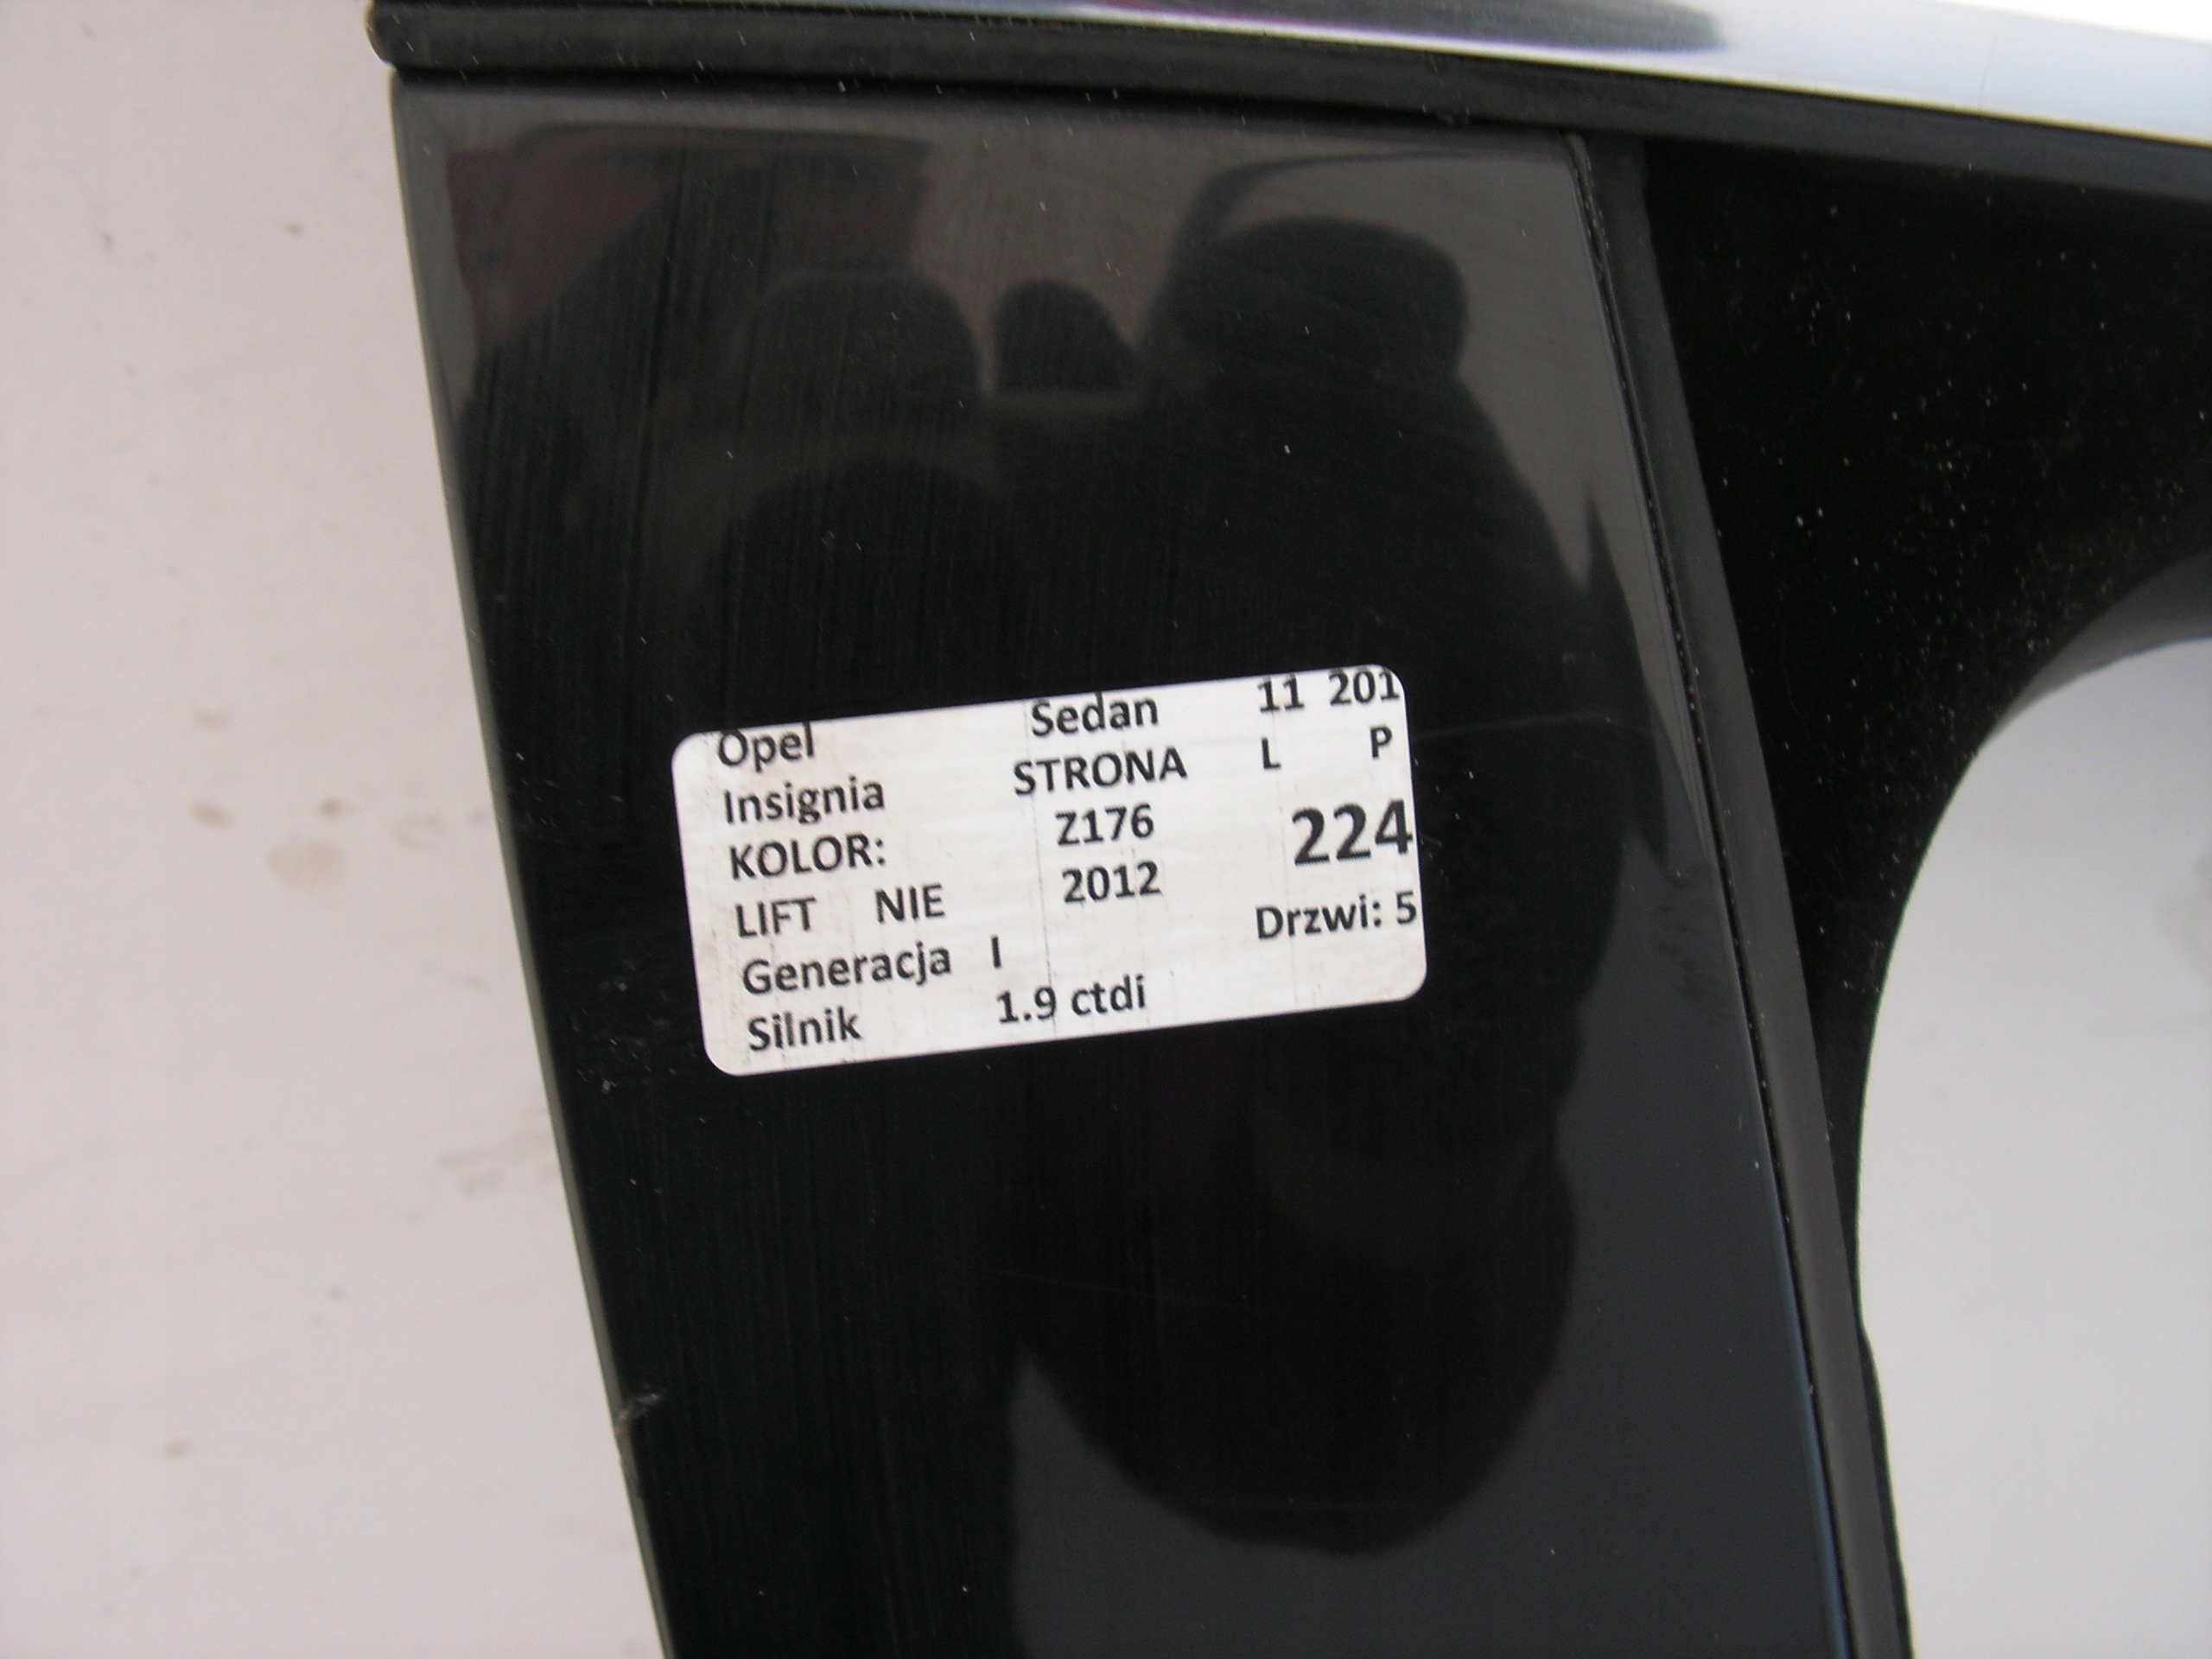 Opel Sedan 11 201
Insignia STRONA L P
KOLOR: Z176 224
LIFT NIE 2012
Generacja I Drzwi: 5
Silnik 1.9 ctdi